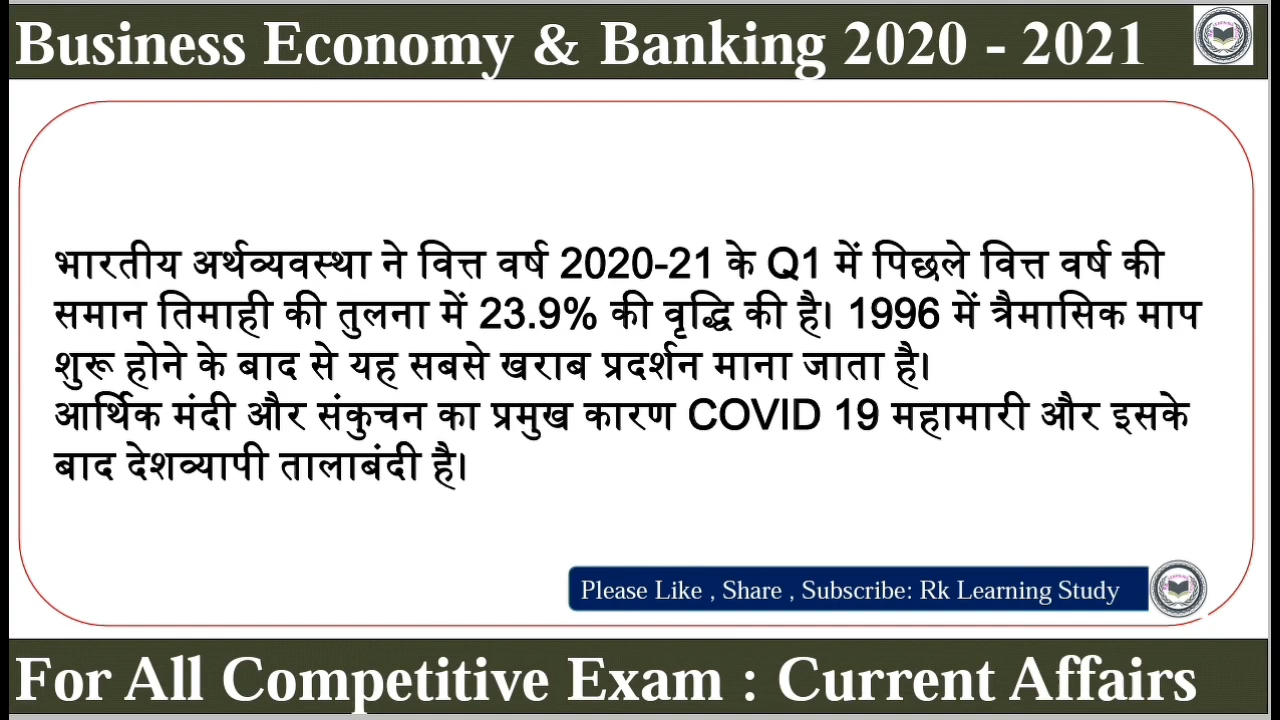 Business Economy & Banking 2020 - 2021
भारतीय अर्थव्यवस्था ने वित्त वर्ष 2020-21 के Q1 में पिछले वित्त वर्ष की
समान तिमाही की तुलना में 23.9% की वृद्धि की है। 1996 में त्रैमासिक माप
शुरू होने के बाद से यह सबसे खराब प्रदर्शन माना जाता है।
आर्थिक मंदी और संकुचन का प्रमुख कारण COVID 19 महामारी और इसके
बाद देशव्यापी तालाबंदी है।
Please Like , Share , Subscribe: Rk Learning Study
For All Competitive Exam : Current Affairs